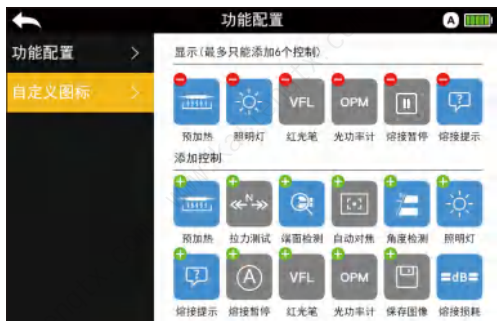 功能配置
A
功能配置 >
自定义图标 >
显示(最多只能添加6个控制)
VFL OPM ?
预加热 照明灯 红光笔 光功率计 熔接暂停 熔接提示
添加控制
N
预加热 拉力测试 端面检测 自动对焦 角度检测 照明灯
? A VFL OPM =dB=
熔接提示 熔接暂停 红光笔 光功率计 保存图像 熔接损耗